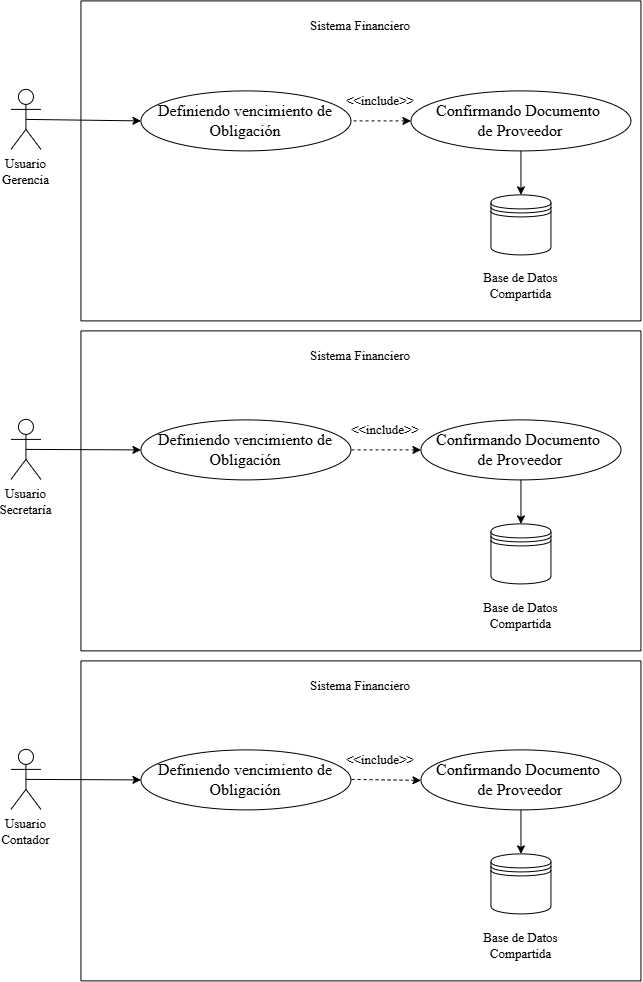 Sistema Financiero
Usuario
Gerencia
Definiendo vencimiento de
Obligación
<<include>>
Confirmando Documento
de Proveedor
Base de Datos
Compartida
Sistema Financiero
Usuario
Secretaría
Definiendo vencimiento de
Obligación
<<include>>
Confirmando Documento
de Proveedor
Base de Datos
Compartida
Sistema Financiero
Usuario
Contador
Definiendo vencimiento de
Obligación
<<include>>
Confirmando Documento
de Proveedor
Base de Datos
Compartida